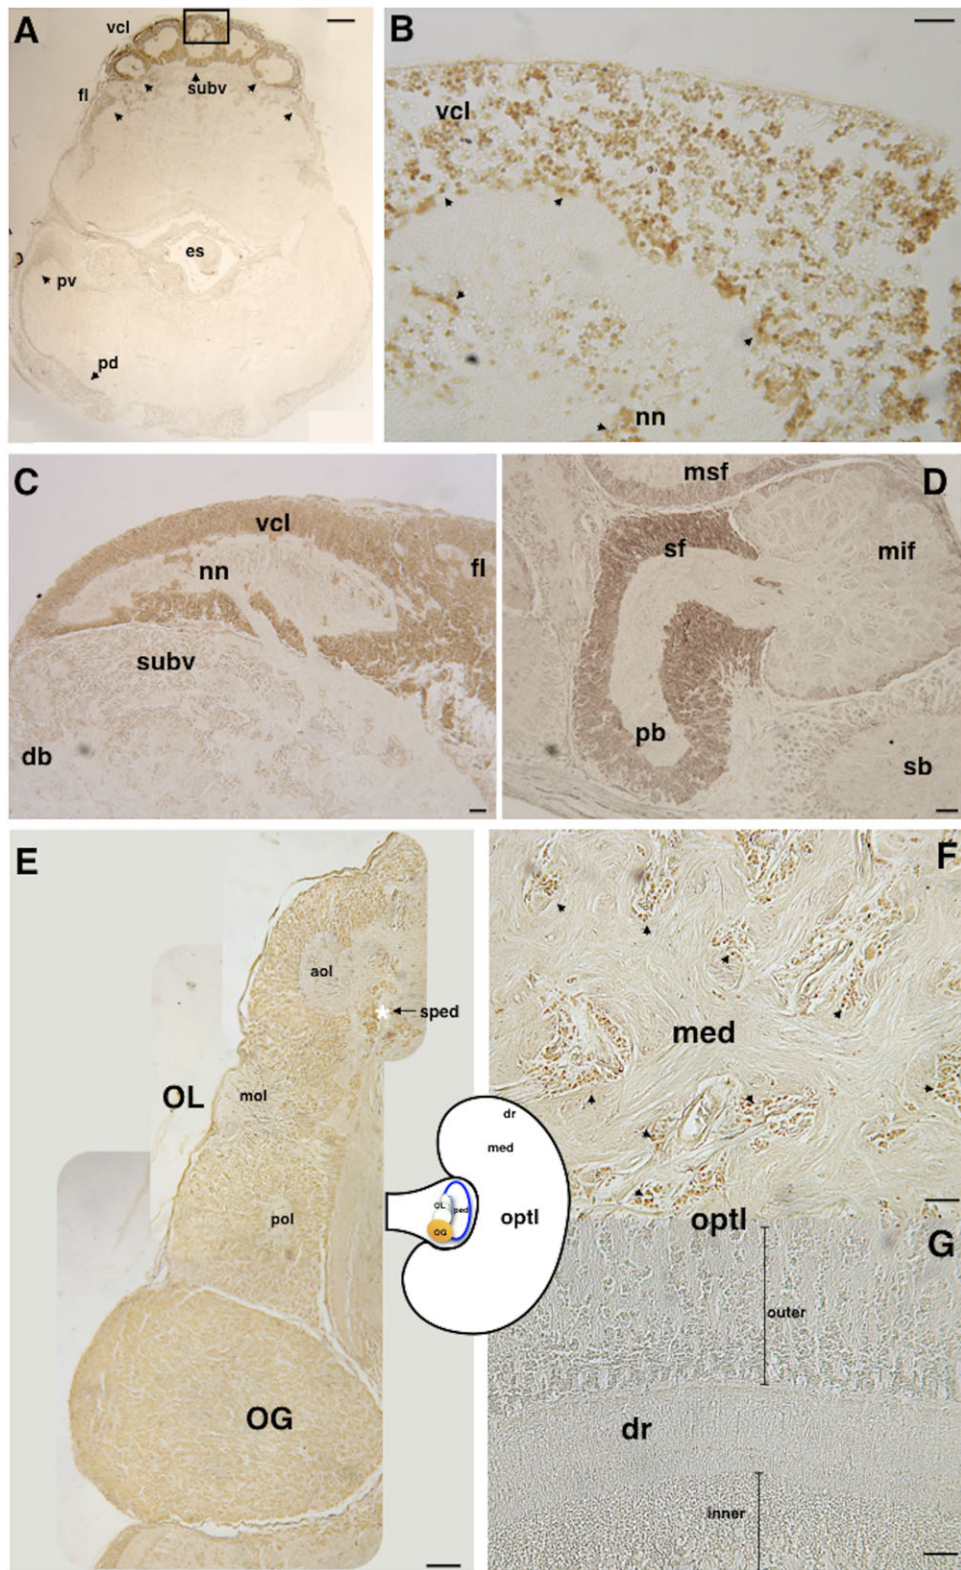 A
vcl
fl
subv
es
pv
pd
B
vcl
nn
C
vcl
nn
fl
subv
db
D
msf
sf
mif
pb
sb
E
aol
sped
OL
mol
pol
OG
dr
med
OL
ped
OG
optl
F
med
optl
G
outer
dr
inner